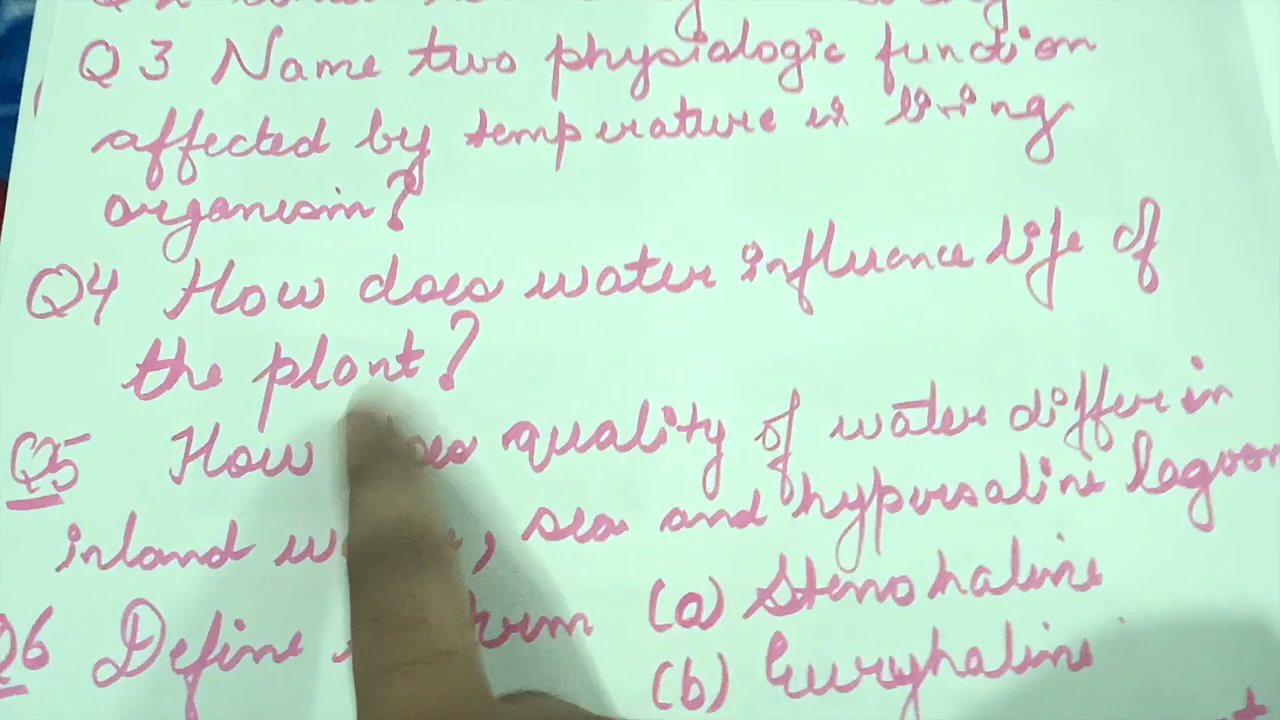 Q3 Name two physialogic function
affected by temperature in living
organism?
Q4 How does water influence life of
the plant?
Q5 How quality of water differ in
inland , sea and hypersaline lagoon
Q6 Define (a) Stenohaline
(b) Euryhaline